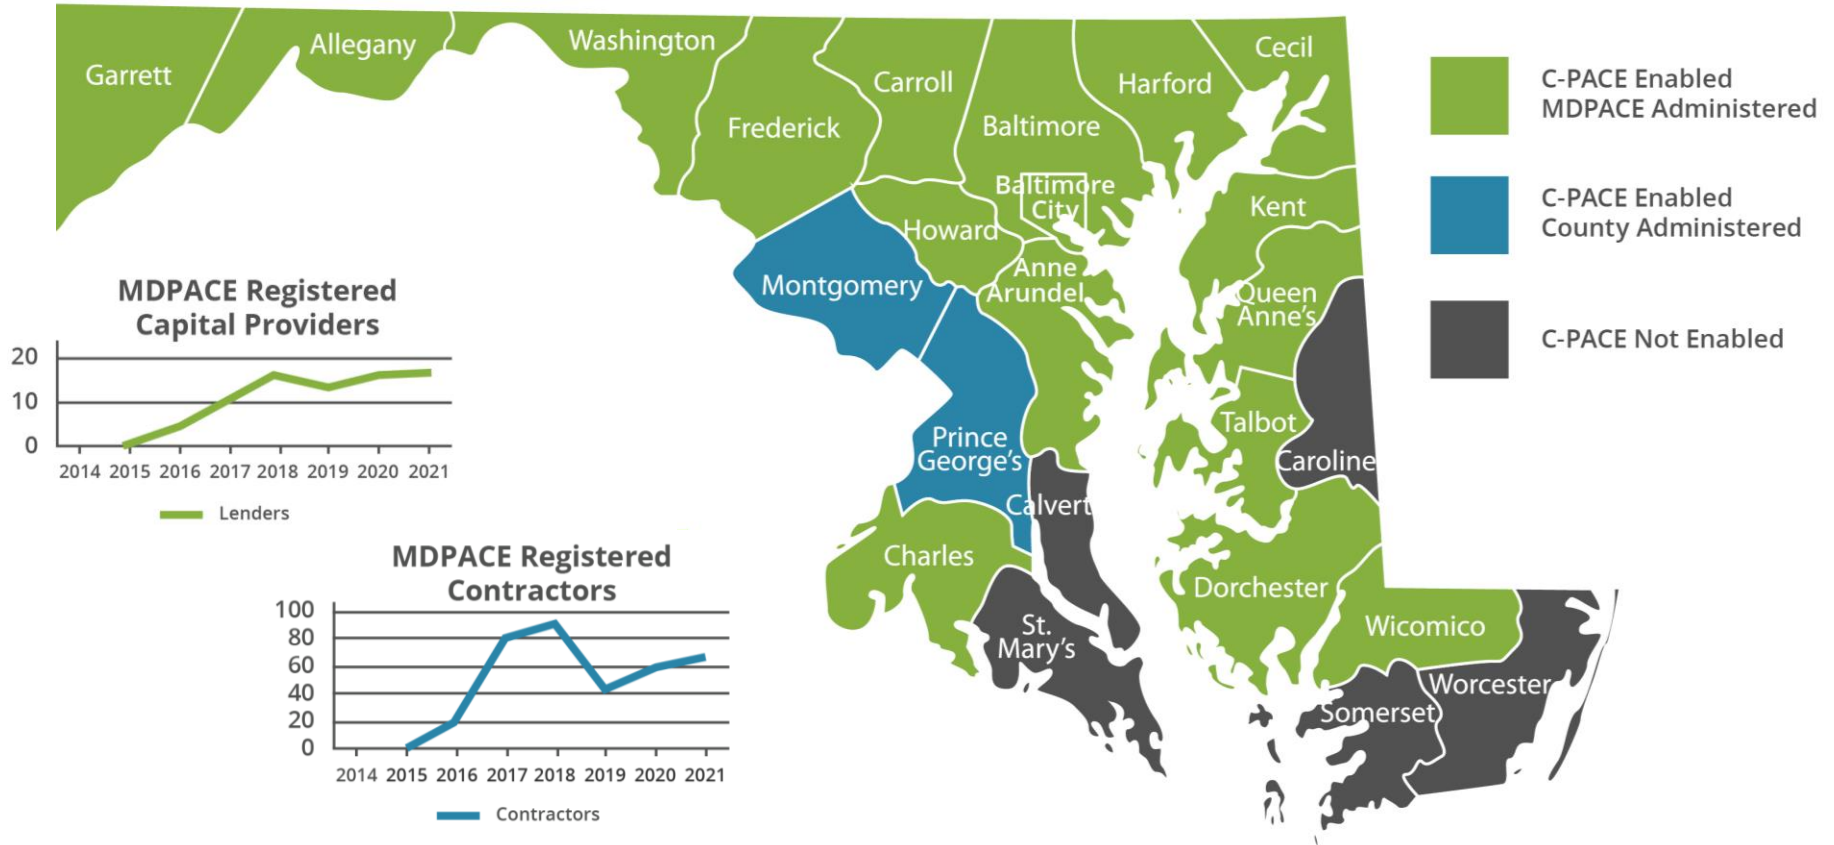 Garrett
Allegany
Washington
Frederick
Carroll
Baltimore
Harford
Cecil
Baltimore
City
Howard
Kent
Montgomery
Anne
Arundel
Queen
Anne's
Prince
George's
Talbot
Caroline
Calvert
Charles
St.
Mary's
Dorchester
Wicomico
Worcester
Somerset
C-PACE Enabled
MDPACE Administered
C-PACE Enabled
County Administered
C-PACE Not Enabled
MDPACE Registered
Capital Providers
20
10
0
2014 2015 2016 2017 2018 2019 2020 2021
Lenders
MDPACE Registered
Contractors
100
80
60
40
20
0
2014 2015 2016 2017 2018 2019 2020 2021
Contractors